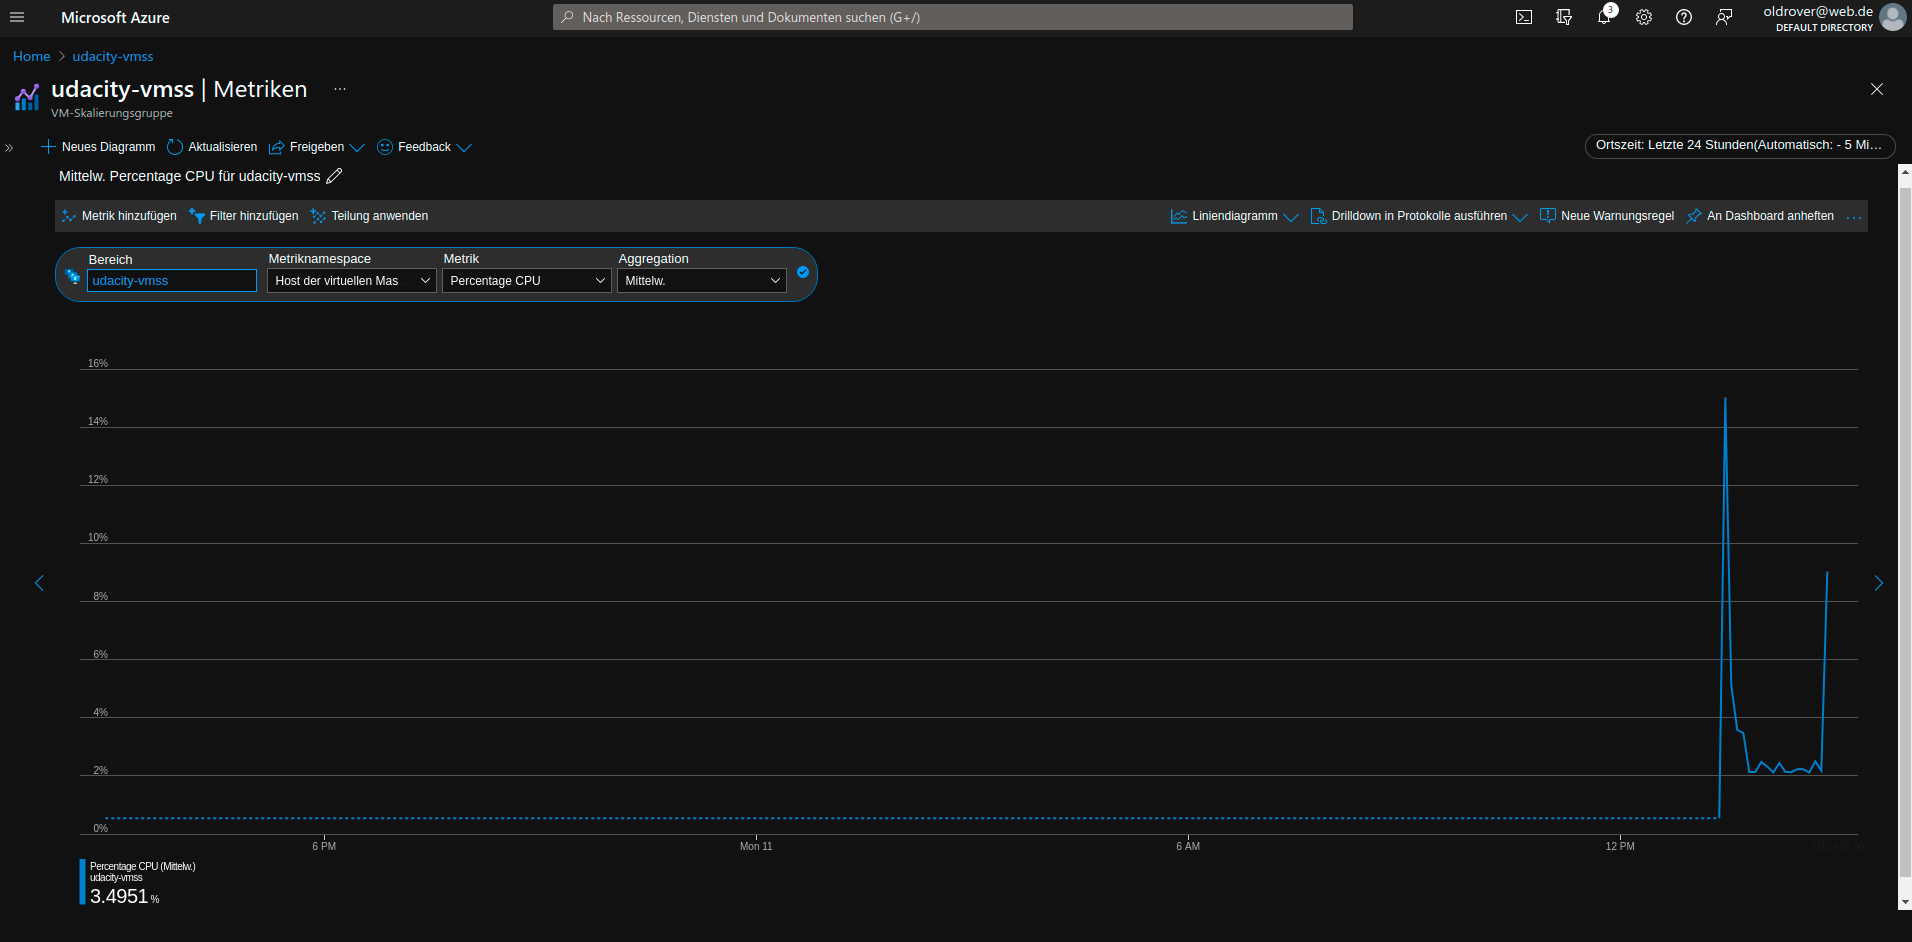 Microsoft Azure
Nach Ressourcen, Diensten und Dokumenten suchen (G+/)
3
oldrover@web.de
DEFAULT DIRECTORY
Home > udacity-vmss
udacity-vmss | Metriken ...
VM-Skalierungsgruppe
Neues Diagramm Aktualisieren Freigeben Feedback
Ortszeit: Letzte 24 Stunden(Automatisch: - 5 Mi...
Mittelw. Percentage CPU für udacity-vmss
Metrik hinzufügen Filter hinzufügen Teilung anwenden Liniendiagramm Drilldown in Protokolle ausführen Neue Warnungsregel An Dashboard anheften ...
Bereich Metriknamespace Metrik Aggregation
udacity-vmss Host der virtuellen Mas Percentage CPU Mittelw.
16%
14%
12%
10%
8%
6%
4%
2%
0%
6 PM Mon 11 6 AM 12 PM
Percentage CPU (Mittelw.)
udacity-vmss
3.4951 %